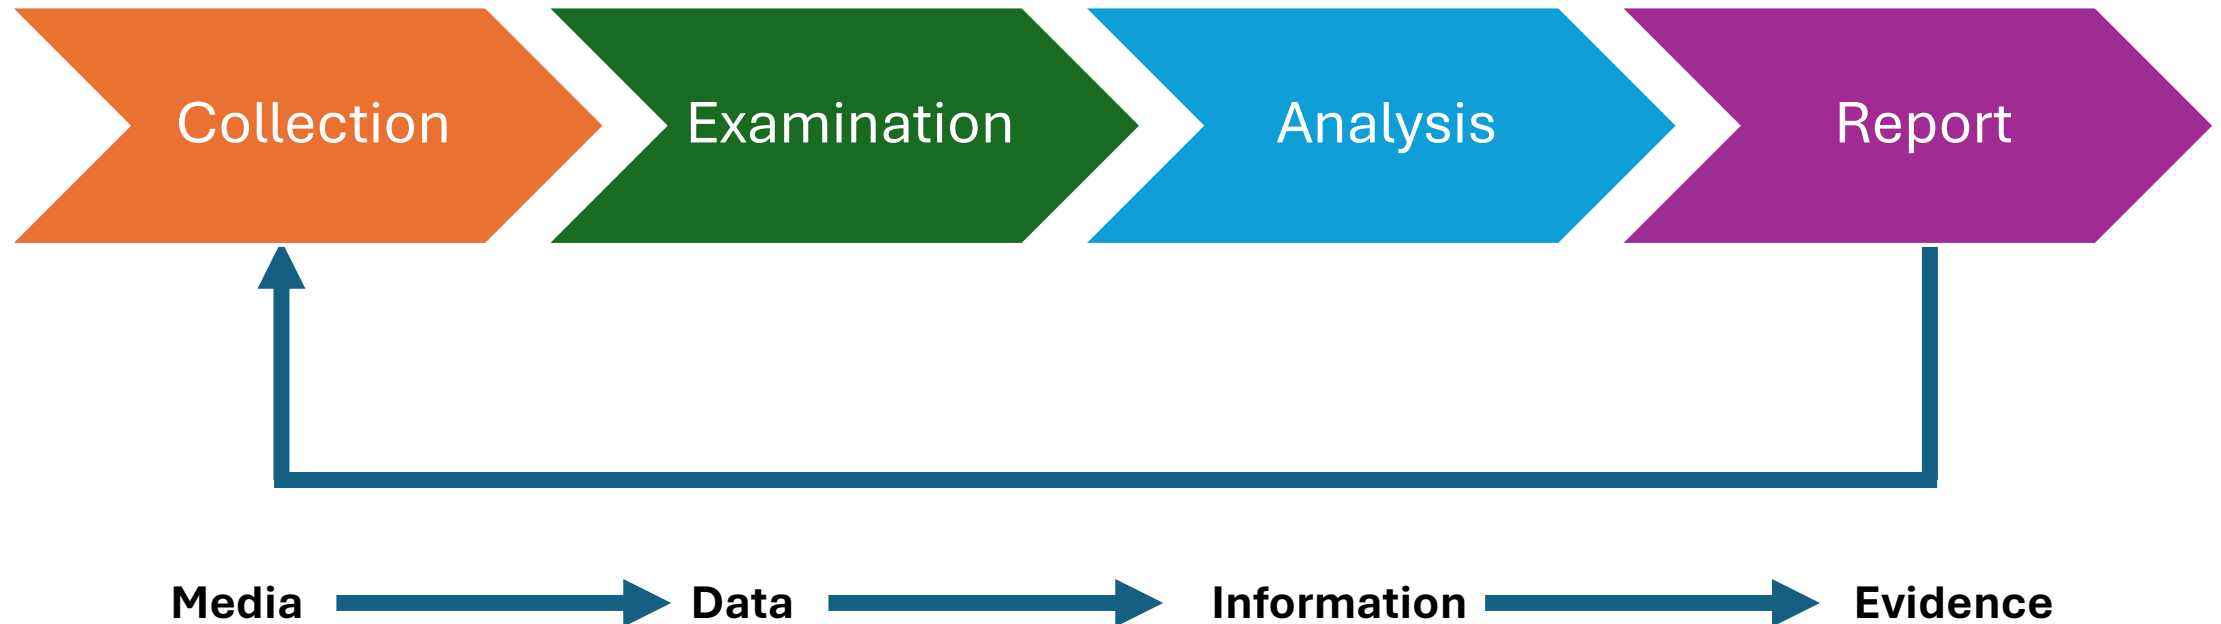 Collection
Examination
Analysis
Report
Media
Data
Information
Evidence